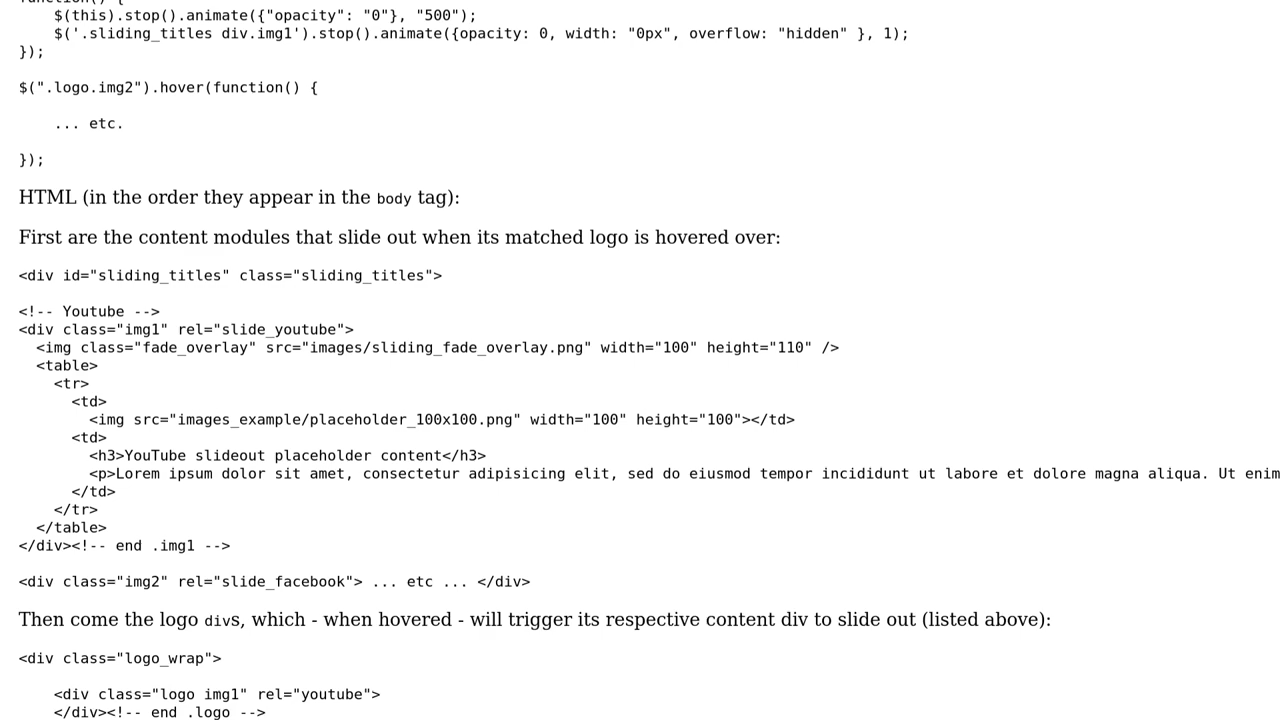 function() {
    $(this).stop().animate({"opacity": "0"}, "500");
    $('.sliding_titles div.img1').stop().animate({opacity: 0, width: "0px", overflow: "hidden" }, 1);
});

$(".logo.img2").hover(function() {

    ... etc.

});
HTML (in the order they appear in the body tag):
First are the content modules that slide out when its matched logo is hovered over:
<div id="sliding_titles" class="sliding_titles">

<!-- Youtube -->
<div class="img1" rel="slide_youtube">
  <img class="fade_overlay" src="images/sliding_fade_overlay.png" width="100" height="110" />
  <table>
    <tr>
      <td>
        <img src="images_example/placeholder_100x100.png" width="100" height="100"></td>
      <td>
        <h3>YouTube slideout placeholder content</h3>
        <p>Lorem ipsum dolor sit amet, consectetur adipisicing elit, sed do eiusmod tempor incididunt ut labore et dolore magna aliqua. Ut enim
      </td>
    </tr>
  </table>
</div><!-- end .img1 -->

<div class="img2" rel="slide_facebook"> ... etc ... </div>
Then come the logo divs, which - when hovered - will trigger its respective content div to slide out (listed above):
<div class="logo_wrap">

    <div class="logo img1" rel="youtube">
    </div><!-- end .logo -->